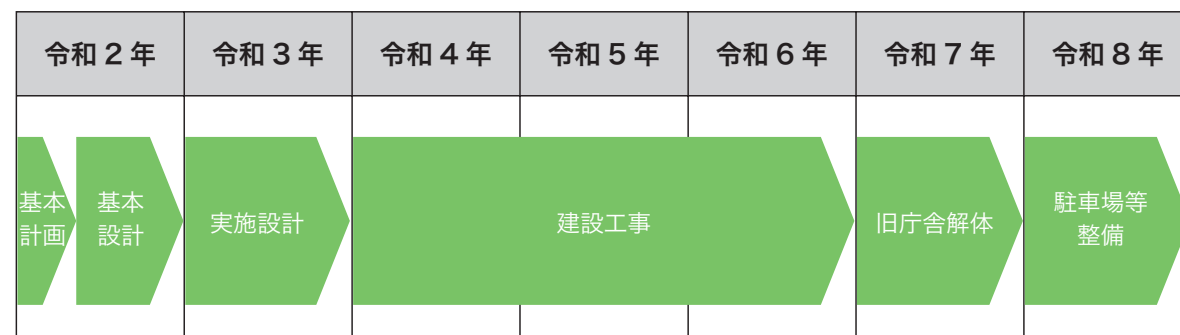 令和２年
令和３年
令和４年
令和５年
令和６年
令和７年
令和８年
基本
計画
基本
設計
実施設計
建設工事
旧庁舎解体
駐車場等
整備